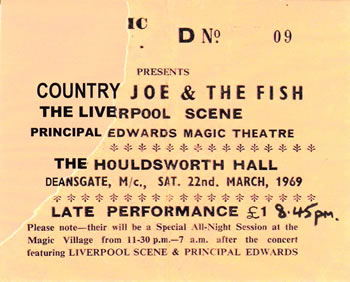 IC
D Nº 09
PRESENTS
COUNTRY JOE & THE FISH
THE LIVERPOOL SCENE
PRINCIPAL EDWARDS MAGIC THEATRE
THE HOULDSWORTH HALL
DEANSGATE, M/c., SAT. 22nd. MARCH, 1969
LATE PERFORMANCE £1 8.45pm.
Please note—their will be a Special All-Night Session at the
Magic Village from 11-30 p.m.—7 a.m. after the concert
featuring LIVERPOOL SCENE & PRINCIPAL EDWARDS